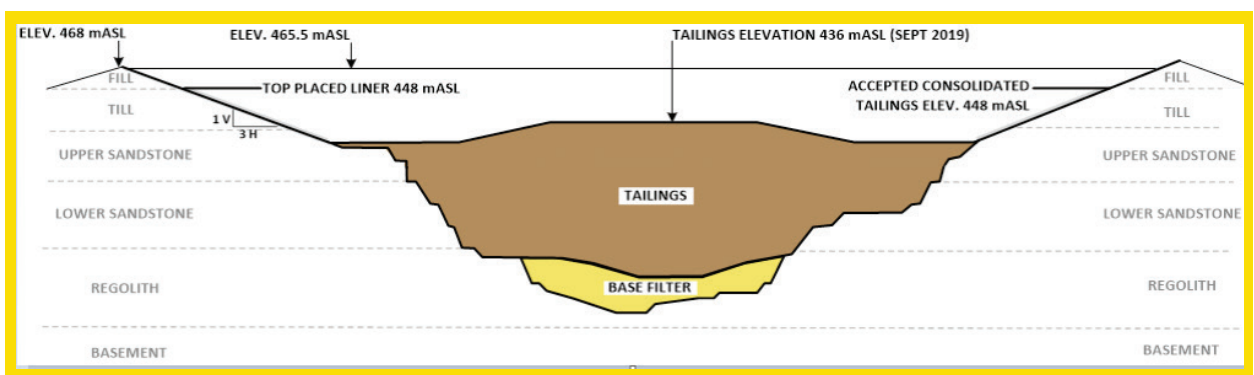 ELEV. 468 mASL
ELEV. 465.5 mASL
TAILINGS ELEVATION 436 mASL (SEPT 2019)
FILL
FILL
TOP PLACED LINER 448 mASL
ACCEPTED CONSOLIDATED
TAILINGS ELEV. 448 mASL
TILL
TILL
1 V
3 H
UPPER SANDSTONE
UPPER SANDSTONE
TAILINGS
LOWER SANDSTONE
LOWER SANDSTONE
BASE FILTER
REGOLITH
REGOLITH
BASEMENT
BASEMENT